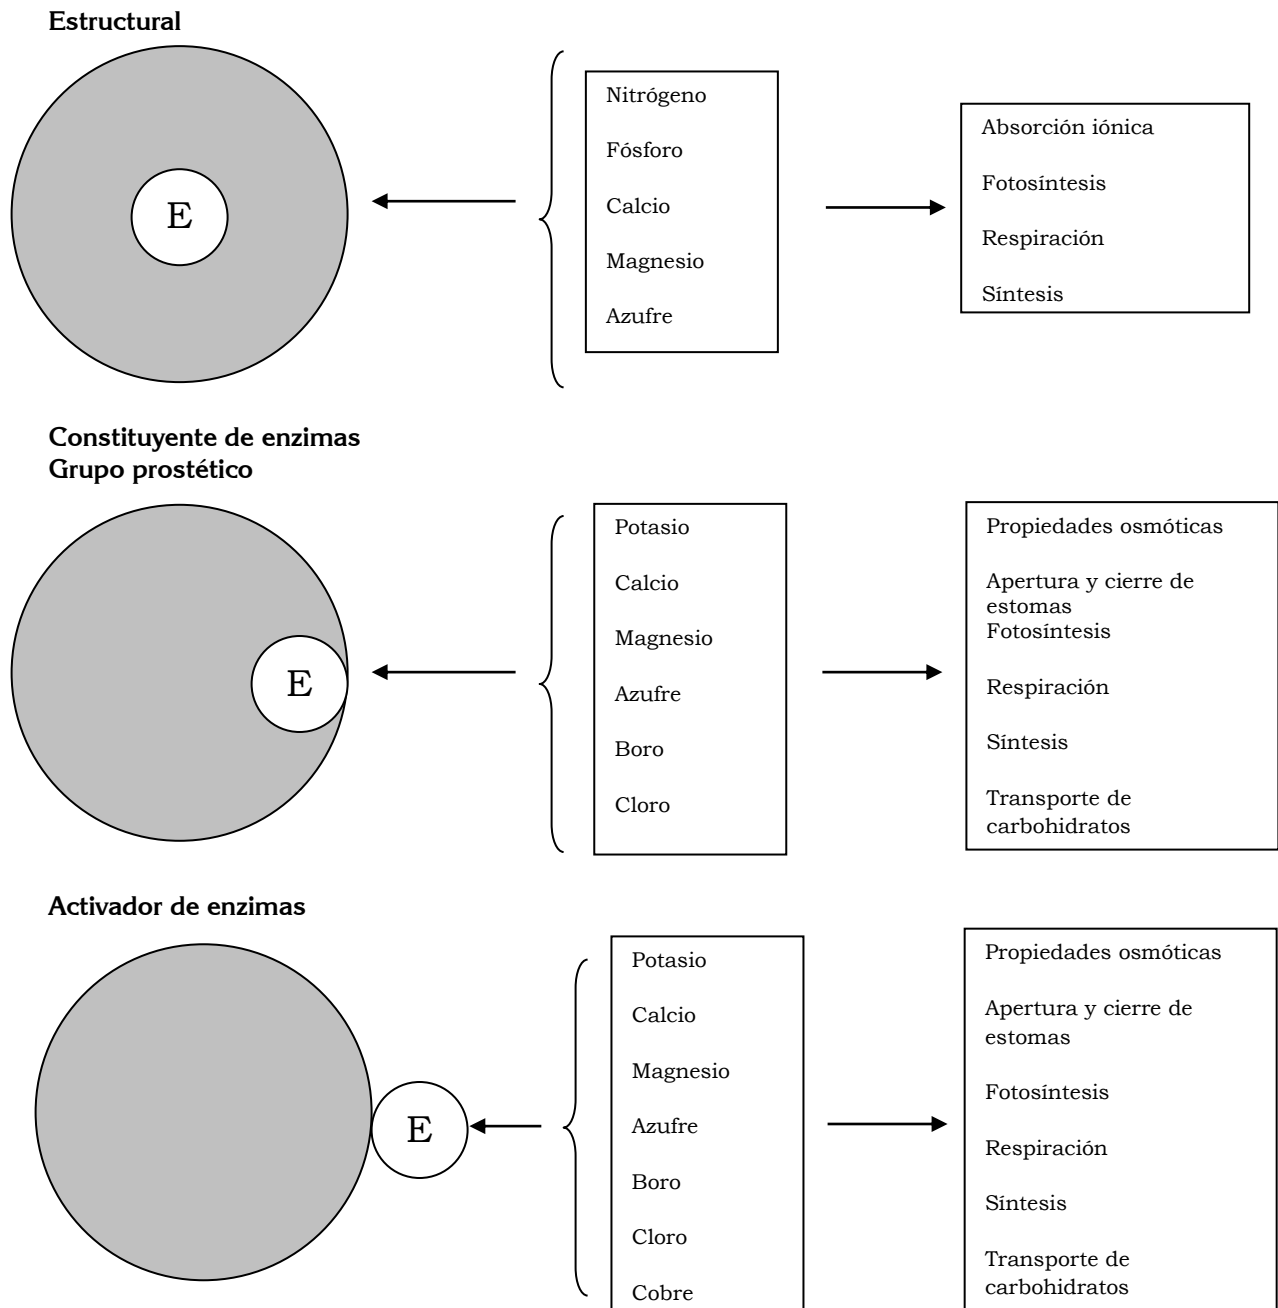 Estructural
E
Nitrógeno
Fósforo
Calcio
Magnesio
Azufre
Absorción iónica
Fotosíntesis
Respiración
Síntesis
Constituyente de enzimas
Grupo prostético
E
Potasio
Calcio
Magnesio
Azufre
Boro
Cloro
Propiedades osmóticas
Apertura y cierre de
estomas
Fotosíntesis
Respiración
Síntesis
Transporte de
carbohidratos
Activador de enzimas
E
Potasio
Calcio
Magnesio
Azufre
Boro
Cloro
Cobre
Propiedades osmóticas
Apertura y cierre de
estomas
Fotosíntesis
Respiración
Síntesis
Transporte de
carbohidratos